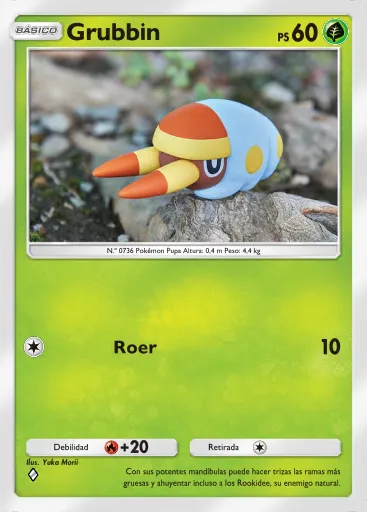 BÁSICO Grubbin PS 60
N.º 0736 Pokémon Pupa Altura: 0,4 m Peso: 4,4 kg
Roer 10
Debilidad +20 Retirada
Ilus. Yuka Morii
Con sus potentes mandíbulas puede hacer trizas las ramas más
gruesas y ahuyentar incluso a los Rookidee, su enemigo natural.